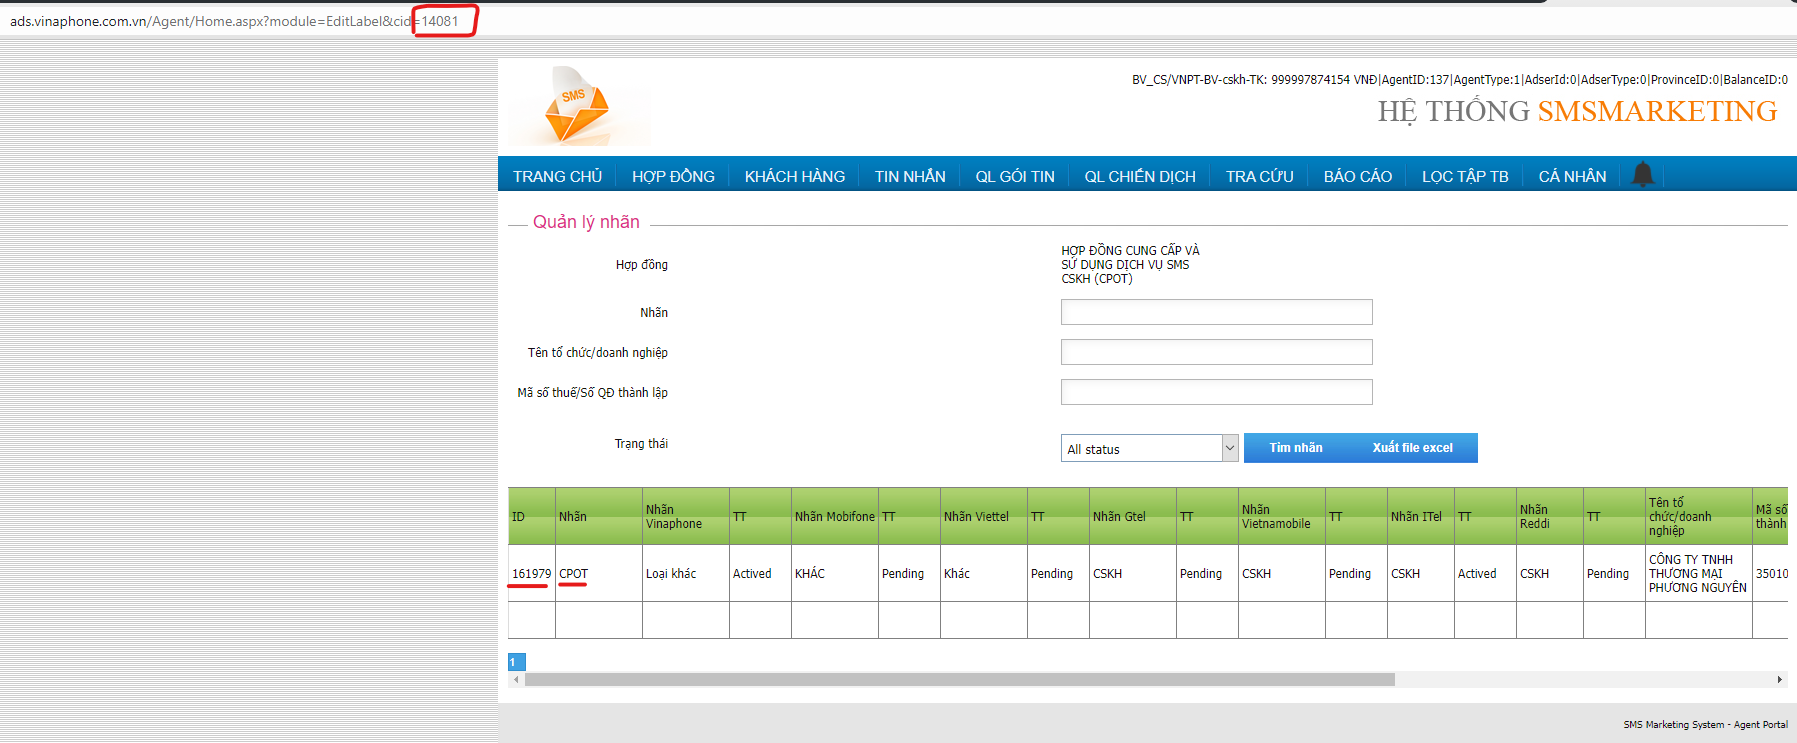 ads.vinaphone.com.vn/Agent/Home.aspx?module=EditLabel&cid=14081
SMS
BV_CS/VNPT-BV-cskh-TK: 999997874154 VNĐ|AgentID:137|AgentType:1|AdserId:0|AdserType:0|ProvinceID:0|BalanceID:0
HỆ THỐNG SMSMARKETING
TRANG CHỦ HỢP ĐỒNG KHÁCH HÀNG TIN NHẮN QL GÓI TIN QL CHIẾN DỊCH TRA CỨU BÁO CÁO LỌC TẬP TB CÁ NHÂN
Quản lý nhãn
Hợp đồng
HỢP ĐỒNG CUNG CẤP VÀ
SỬ DỤNG DỊCH VỤ SMS
CSKH (CPOT)
Nhãn
Tên tổ chức/doanh nghiệp
Mã số thuế/Số QĐ thành lập
Trạng thái
All status
Tìm nhãn Xuất file excel
ID Nhãn Nhãn Vinaphone TT Nhãn Mobifone TT Nhãn Viettel TT Nhãn Gtel TT Nhãn Vietnamobile TT Nhãn ITel TT Nhãn Reddi TT Tên tổ chức/doanh nghiệp Mã số thành
161979 CPOT Loại khác Actived KHÁC Pending Khác Pending CSKH Pending CSKH Pending CSKH Actived CSKH Pending CÔNG TY TNHH THƯƠNG MẠI PHƯƠNG NGUYÊN 35010
1
SMS Marketing System - Agent Portal